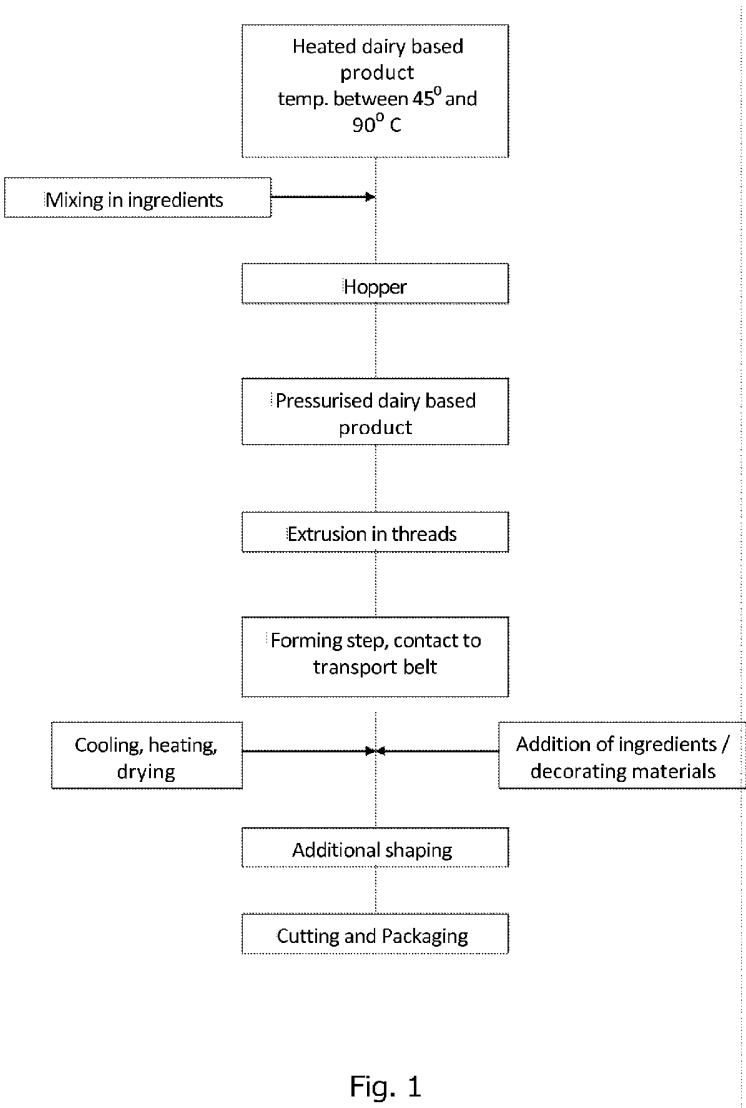 Heated dairy based
product
temp. between 45⁰ and
90⁰ C
Mixing in ingredients
Hopper
Pressurised dairy based
product
Extrusion in threads
Forming step, contact to
transport belt
Cooling, heating,
drying
Addition of ingredients /
decorating materials
Additional shaping
Cutting and Packaging
Fig. 1